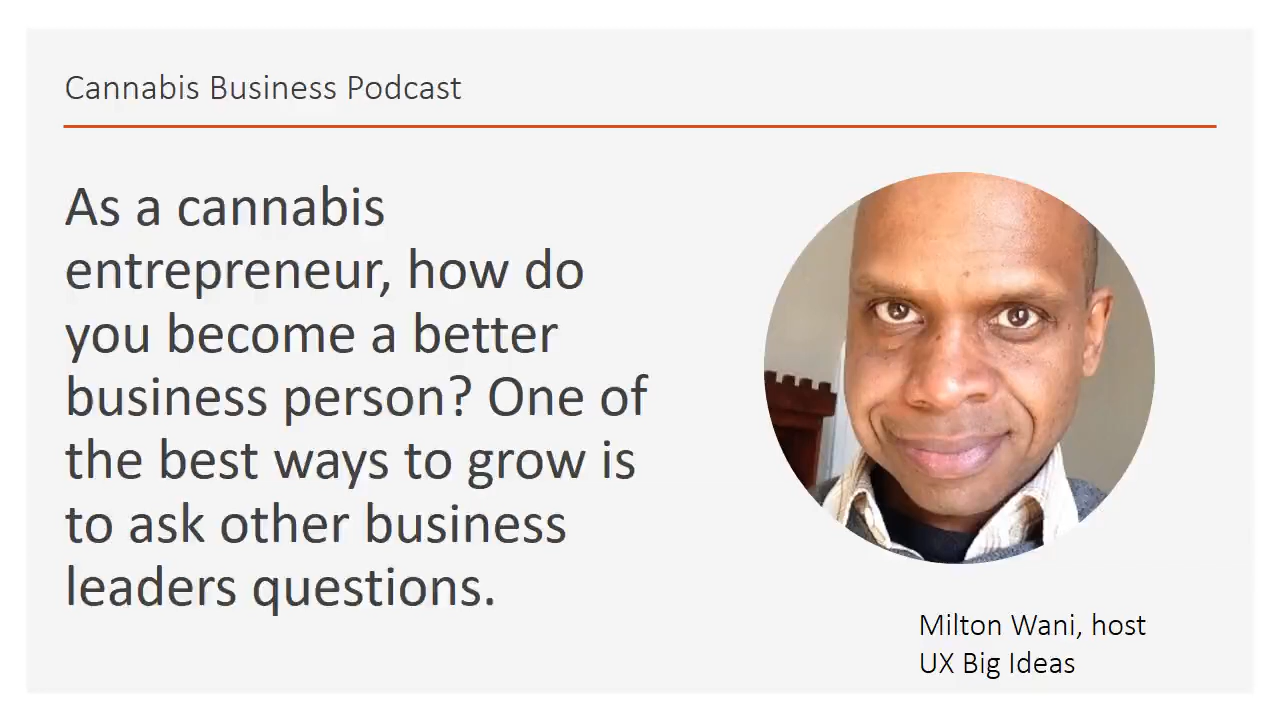 Cannabis Business Podcast
As a cannabis
entrepreneur, how do
you become a better
business person? One of
the best ways to grow is
to ask other business
leaders questions.
Milton Wani, host
UX Big Ideas